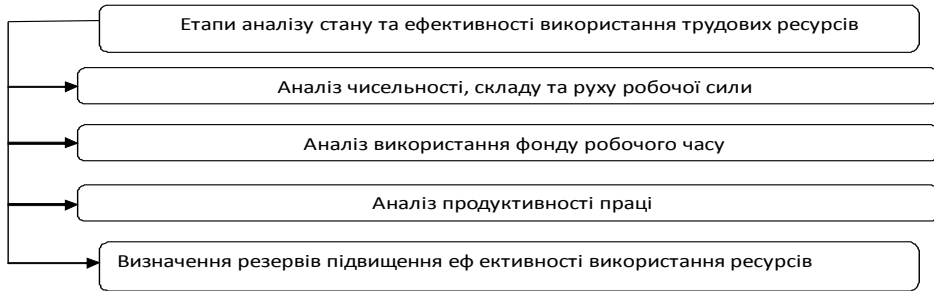 Етапи аналізу стану та ефективності використання трудових ресурсів
Аналіз чисельності, складу та руху робочої сили
Аналіз використання фонду робочого часу
Аналіз продуктивності праці
Визначення резервів підвищення еф ективності використання ресурсів